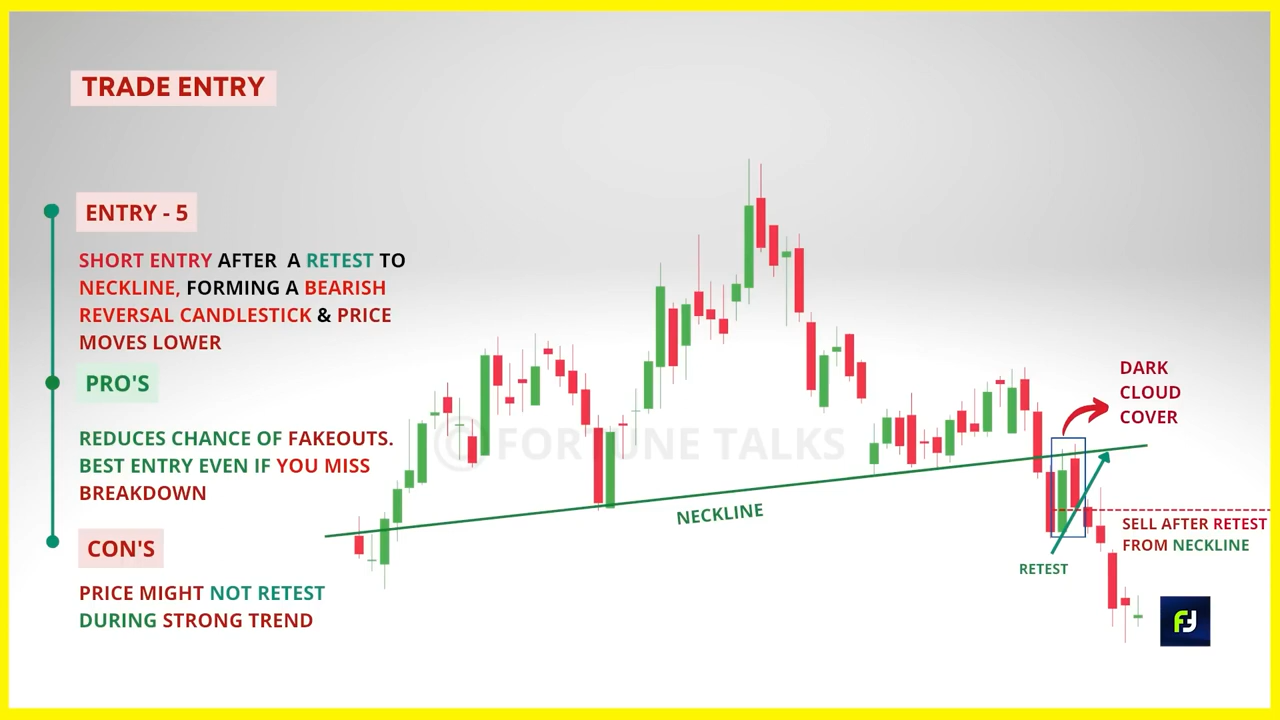 TRADE ENTRY
ENTRY - 5
SHORT ENTRY AFTER A RETEST TO
NECKLINE, FORMING A BEARISH
REVERSAL CANDLESTICK & PRICE
MOVES LOWER
PRO'S
REDUCES CHANCE OF FAKEOUTS.
BEST ENTRY EVEN IF YOU MISS
BREAKDOWN
CON'S
PRICE MIGHT NOT RETEST
DURING STRONG TREND
© FORTUNE TALKS
NECKLINE
DARK
CLOUD
COVER
SELL AFTER RETEST
FROM NECKLINE
RETEST